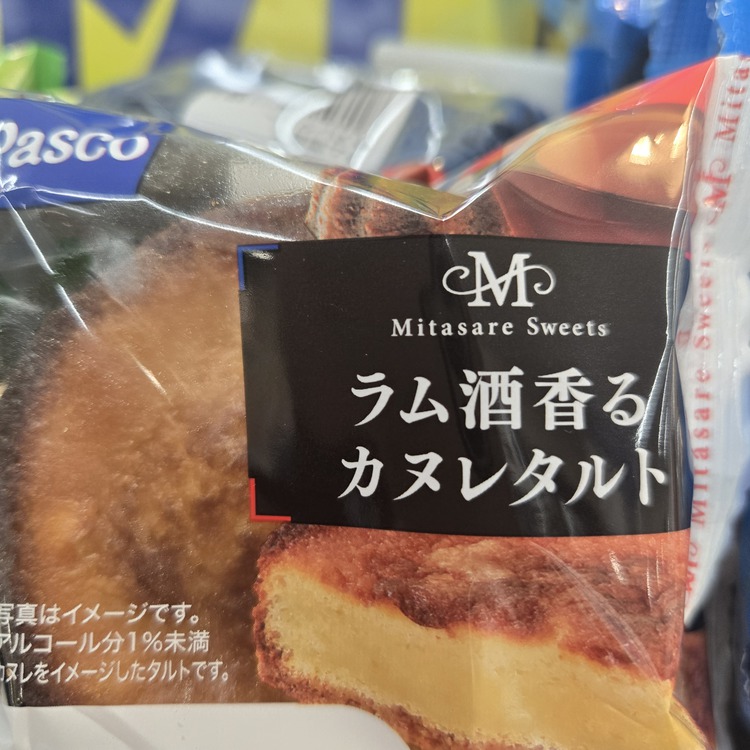 Pasco
M
Mitasare Sweets
ラム酒香る
カヌレタルト
写真はイメージです。
アルコール分1%未満
カヌレをイメージしたタルトです。
Mitasare Sweets